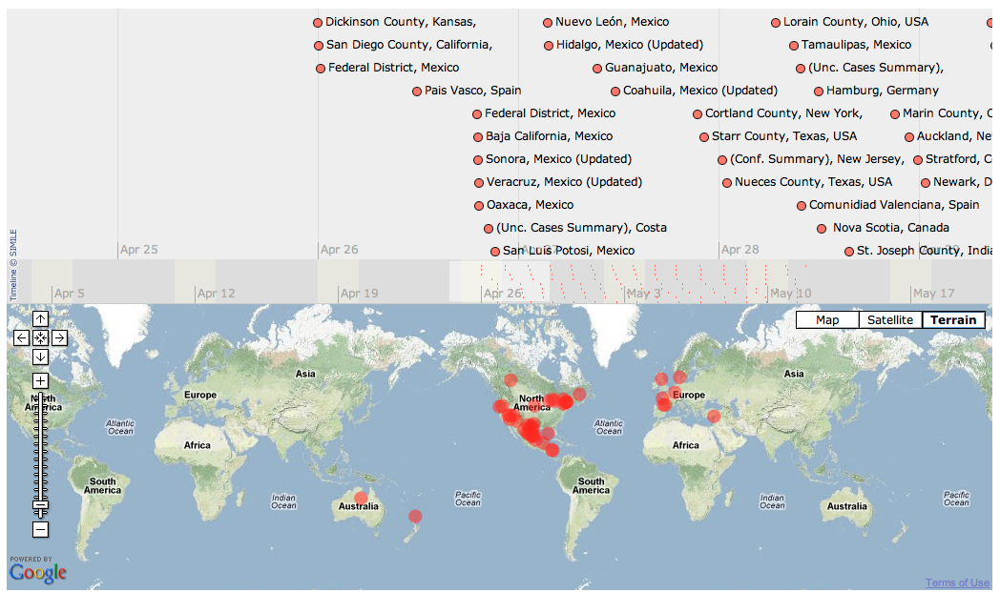 Dickinson County, Kansas,
Nuevo León, Mexico
Lorain County, Ohio, USA
San Diego County, California,
Hidalgo, Mexico (Updated)
Tamaulipas, Mexico
Federal District, Mexico
Guanajuato, Mexico
(Unc. Cases Summary),
Pais Vasco, Spain
Coahuila, Mexico (Updated)
Hamburg, Germany
Federal District, Mexico
Cortland County, New York,
Marin County, C
Baja California, Mexico
Starr County, Texas, USA
Auckland, Ne
Sonora, Mexico (Updated)
(Conf. Summary), New Jersey,
Stratford, C
Veracruz, Mexico (Updated)
Nueces County, Texas, USA
Newark, D
Oaxaca, Mexico
Comunidiad Valenciana, Spain
(Unc. Cases Summary), Costa
Nova Scotia, Canada
San Luis Potosi, Mexico
St. Joseph County, India
Timeline © SIMILE
Apr 25
Apr 26
Apr 27
Apr 28
Apr 29
Apr 5
Apr 12
Apr 19
Apr 26
May 3
May 10
May 17
Map
Satellite
Terrain
North
America
Atlantic
Ocean
Europe
Asia
Africa
South
America
Indian
Ocean
Australia
Pacific
Ocean
North
America
Atlantic
Ocean
Europe
Asia
Africa
South
America
Indian
Ocean
Australia
Pacific
Ocean
POWERED BY
Google
Terms of Use